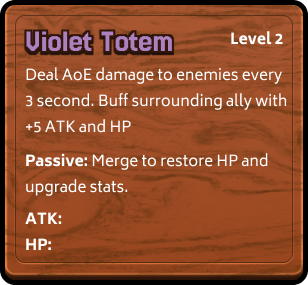 Violet Totem Level 2
Deal AoE damage to enemies every
3 second. Buff surrounding ally with
+5 ATK and HP
Passive: Merge to restore HP and
upgrade stats.
ATK:
HP: